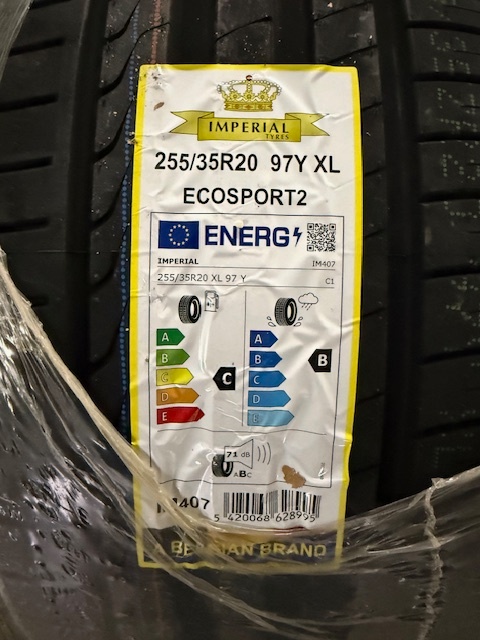 IMPERIAL
TYRES
255/35R20 97Y XL
ECOSPORT2
ENERG
IMPERIAL IM407
255/35R20 XL 97 Y C1
A
B
C
D
E
C
A
B
C
D
E
B
71 dB
ABC
IM407
5 420068 628995
A BELGIAN BRAND